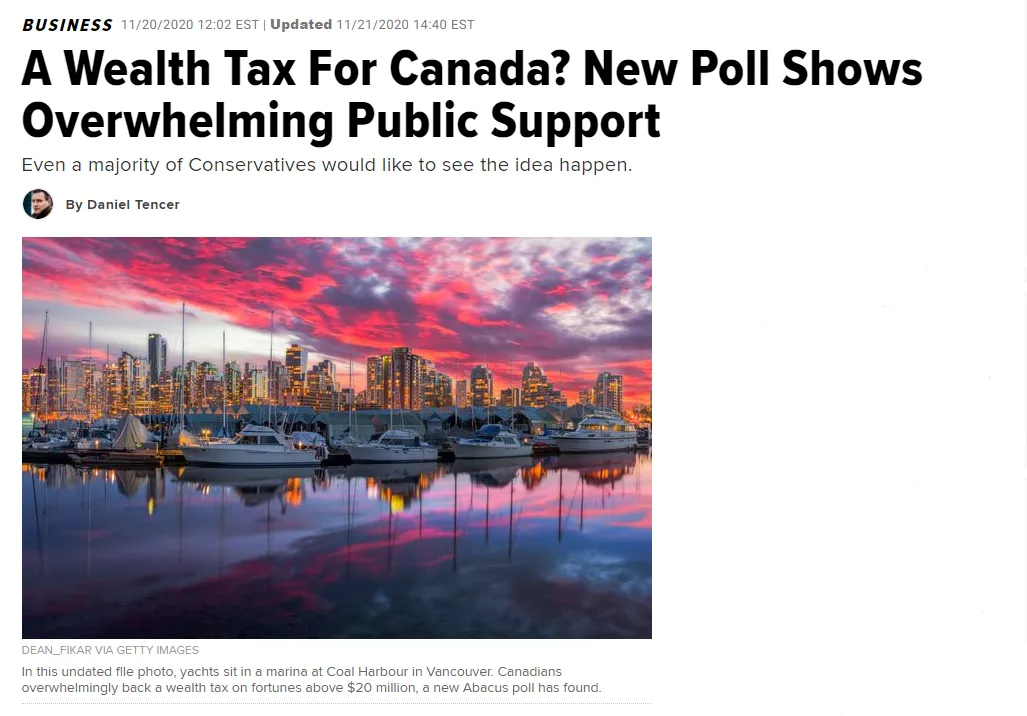 BUSINESS 11/20/2020 12:02 EST | Updated 11/21/2020 14:40 EST
A Wealth Tax For Canada? New Poll Shows
Overwhelming Public Support
Even a majority of Conservatives would like to see the idea happen.
By Daniel Tencer
DEAN_FIKAR VIA GETTY IMAGES
In this undated file photo, yachts sit in a marina at Coal Harbour in Vancouver. Canadians
overwhelmingly back a wealth tax on fortunes above $20 million, a new Abacus poll has found.